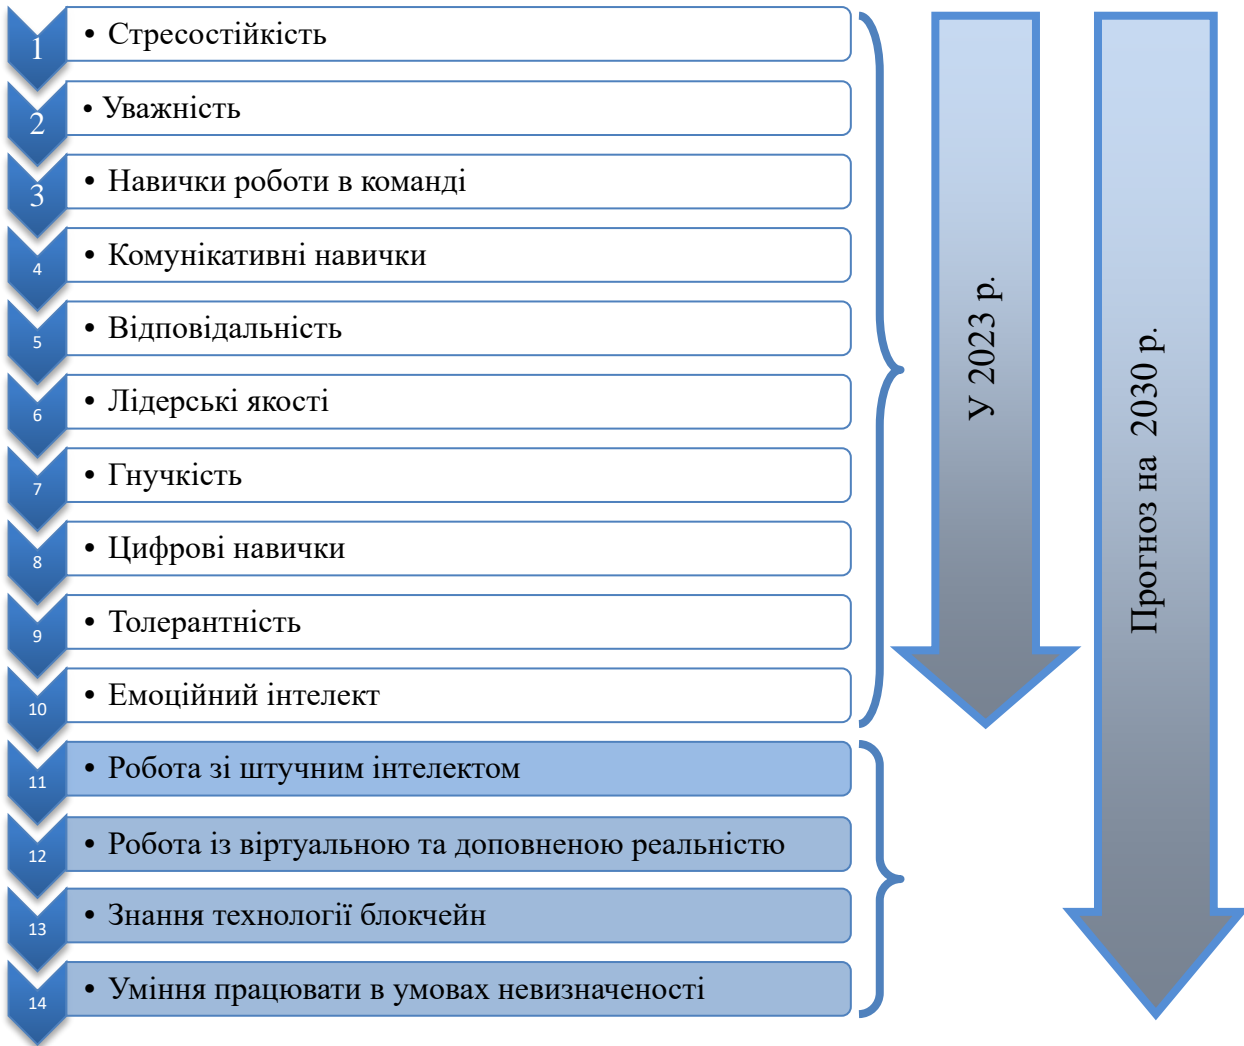 1
• Стресостійкість
2
• Уважність
3
• Навички роботи в команді
4
• Комунікативні навички
5
• Відповідальність
6
• Лідерські якості
7
• Гнучкість
8
• Цифрові навички
9
• Толерантність
10
• Емоційний інтелект
11
• Робота зі штучним інтелектом
12
• Робота із віртуальною та доповненою реальністю
13
• Знання технології блокчейн
14
• Уміння працювати в умовах невизначеності
У 2023 р.
Прогноз на 2030 р.